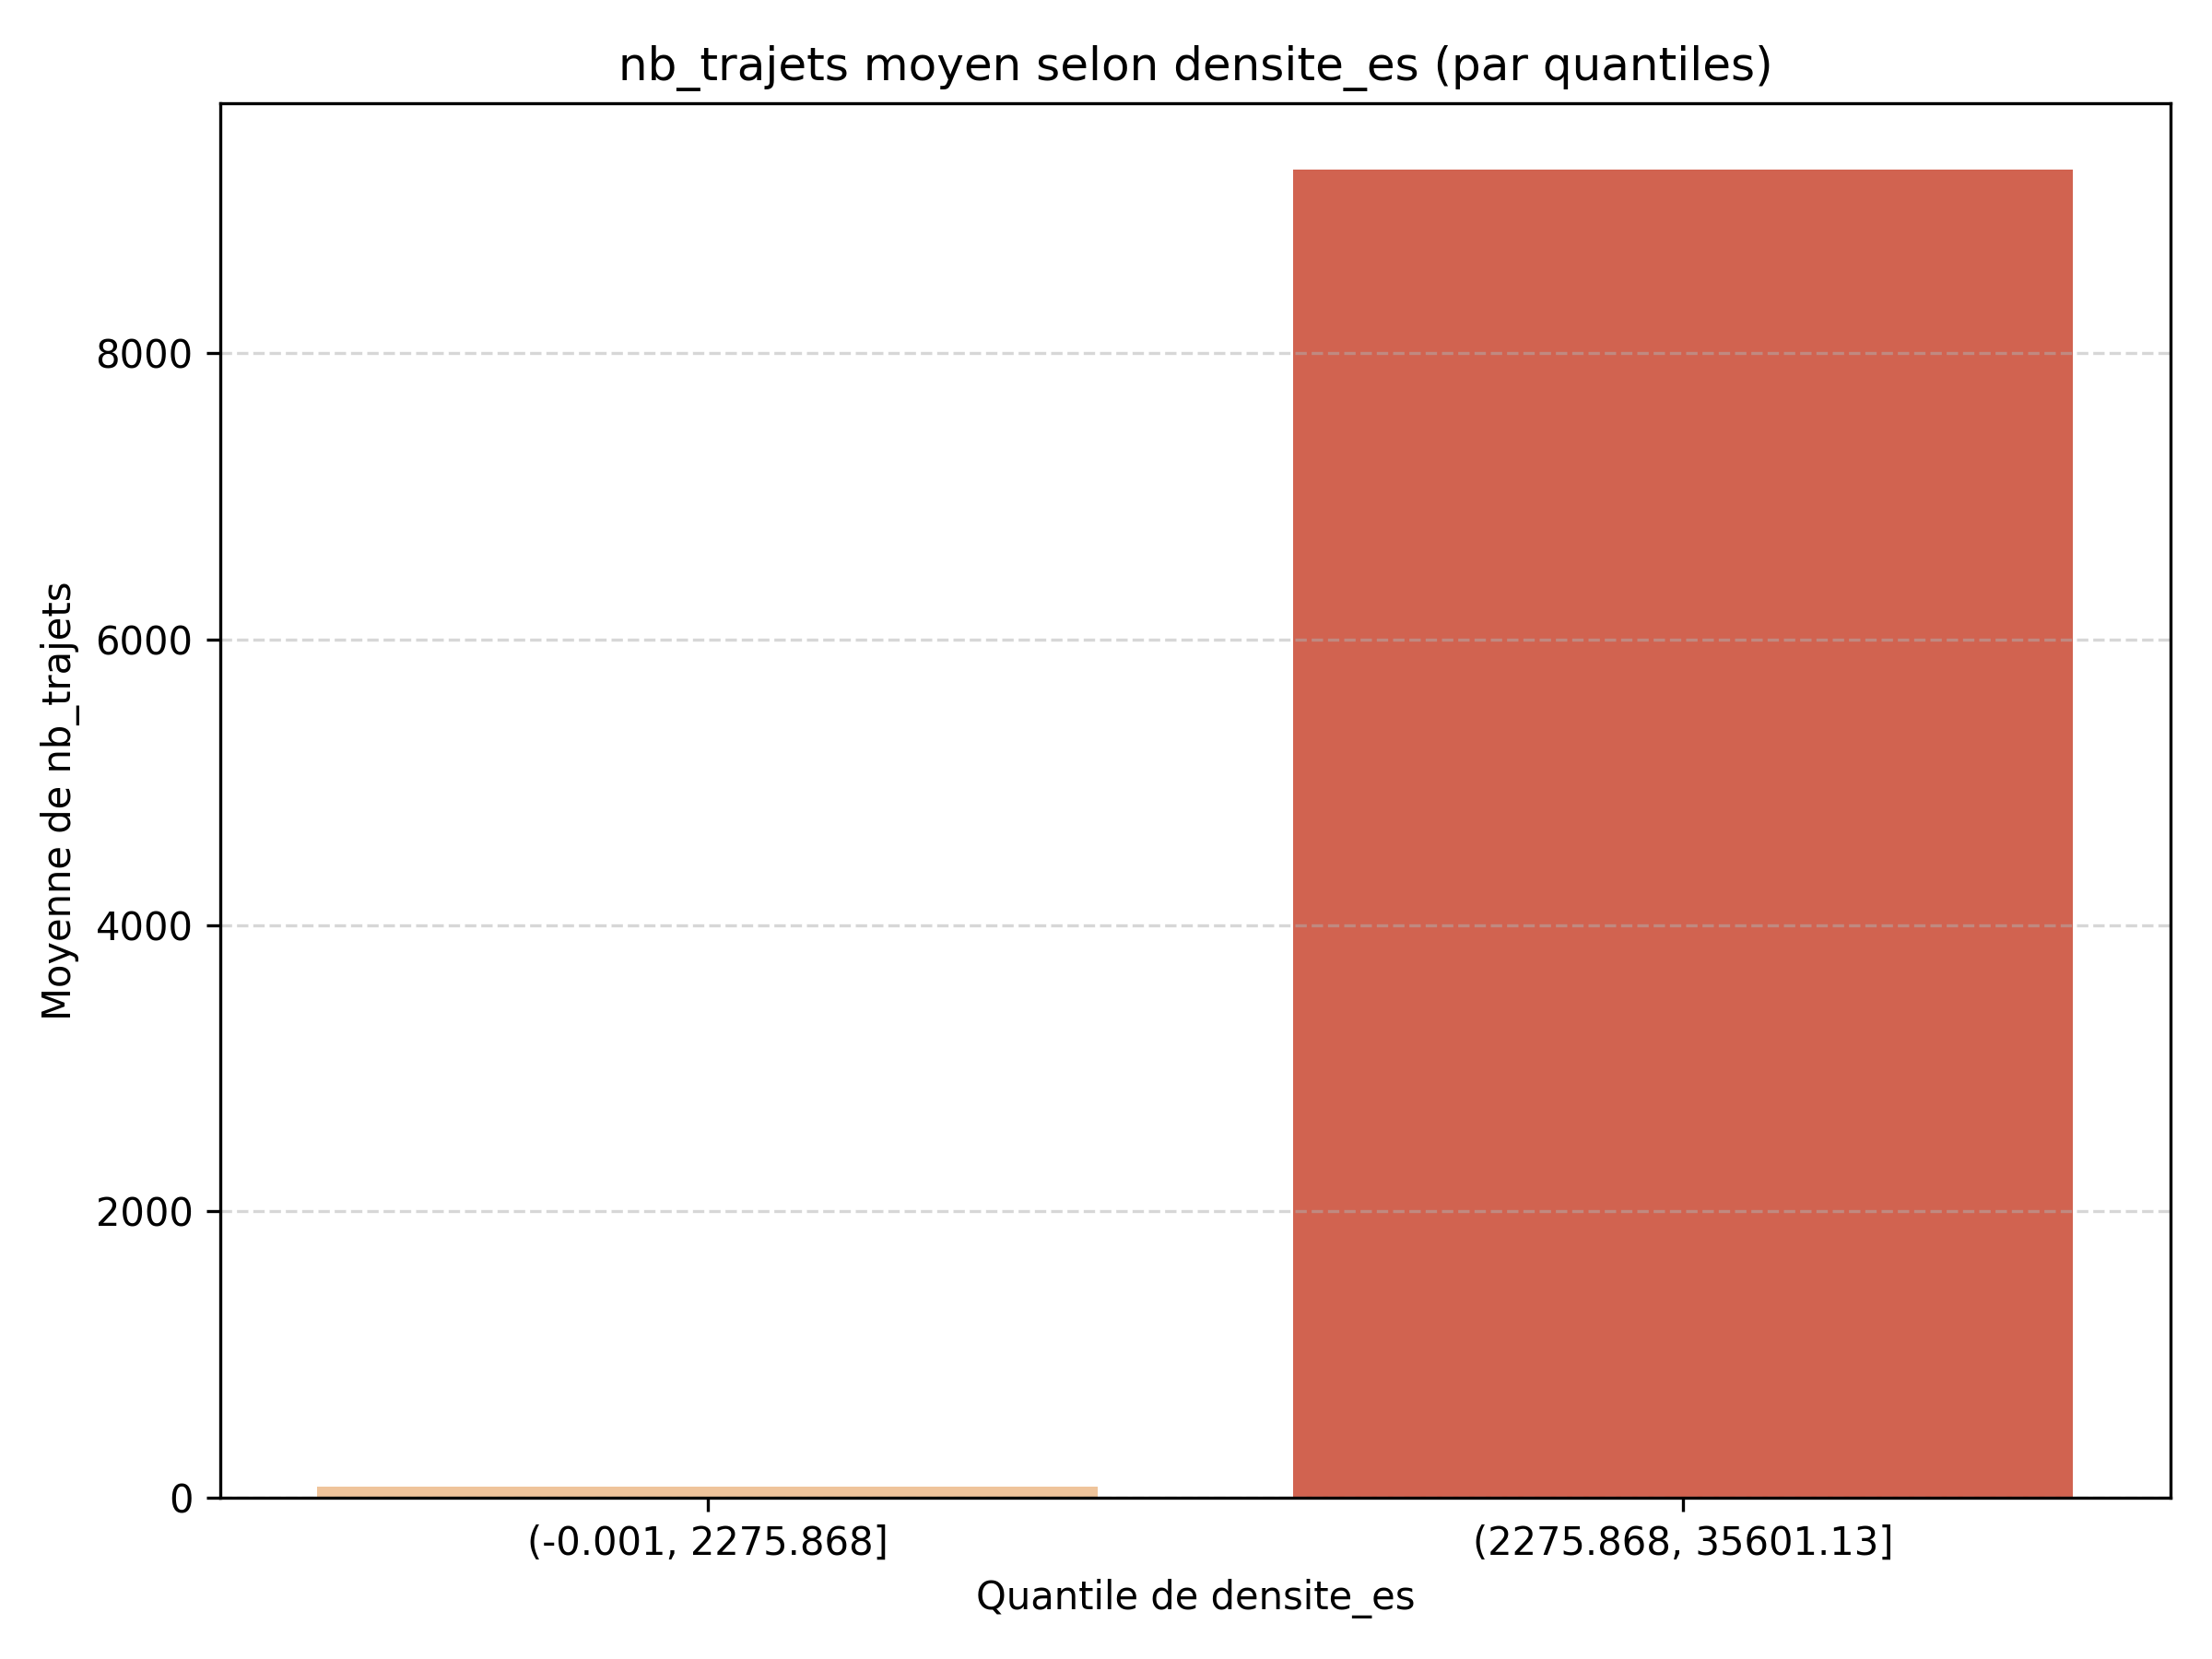 nb_trajets moyen selon densite_es (par quantiles)
Moyenne de nb_trajets
8000
6000
4000
2000
0
(-0.001, 2275.868]
(2275.868, 35601.13]
Quantile de densite_es